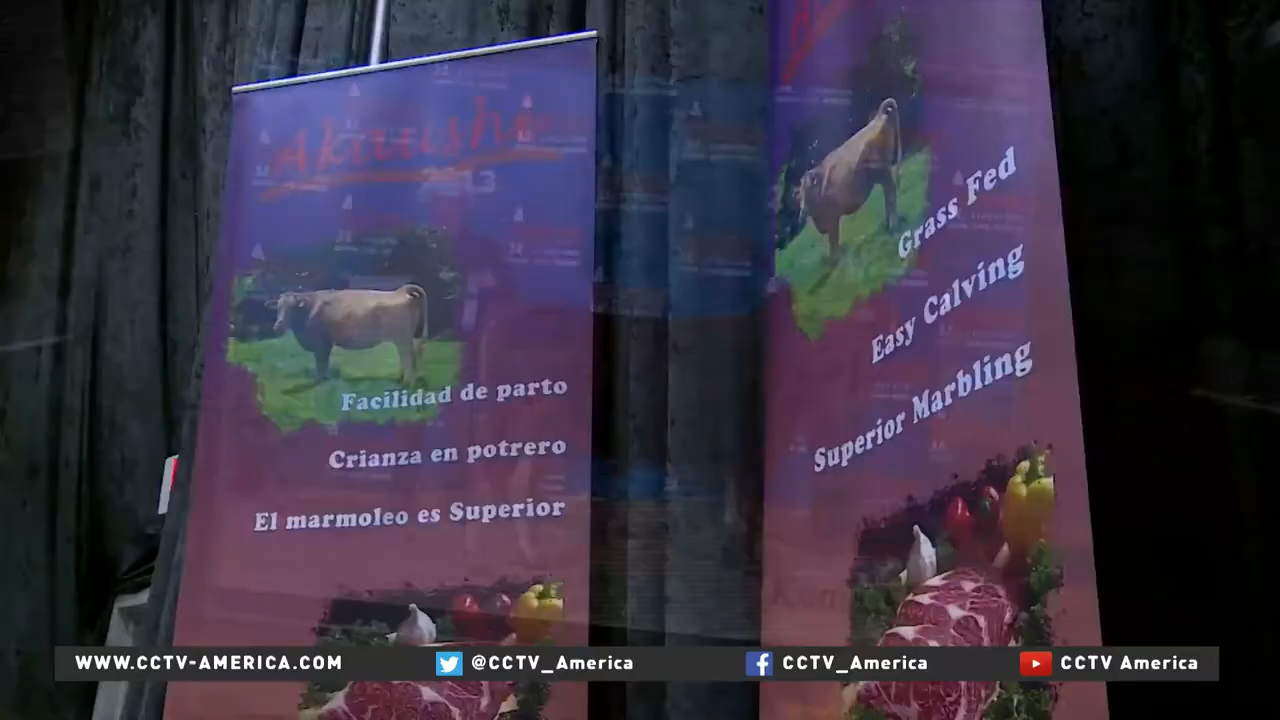 Akaushi
Facilidad de parto
Crianza en potrero
El marmoleo es Superior
Grass Fed
Easy Calving
Superior Marbling
WWW.CCTV-AMERICA.COM
@CCTV_America
CCTV_America
CCTV America